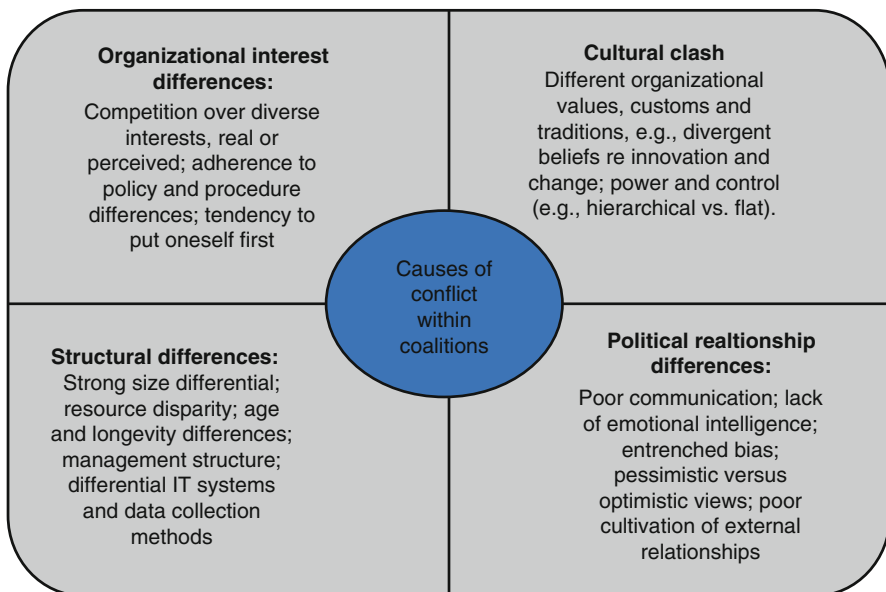 Organizational interest
differences:
Competition over diverse
interests, real or
perceived; adherence to
policy and procedure
differences; tendency to
put oneself first
Cultural clash
Different organizational
values, customs and
traditions, e.g., divergent
beliefs re innovation and
change; power and control
(e.g., hierarchical vs. flat).
Causes of
conflict
within
coalitions
Structural differences:
Strong size differential;
resource disparity; age
and longevity differences;
management structure;
differential IT systems
and data collection
methods
Political realtionship
differences:
Poor communication; lack
of emotional intelligence;
entrenched bias;
pessimistic versus
optimistic views; poor
cultivation of external
relationships